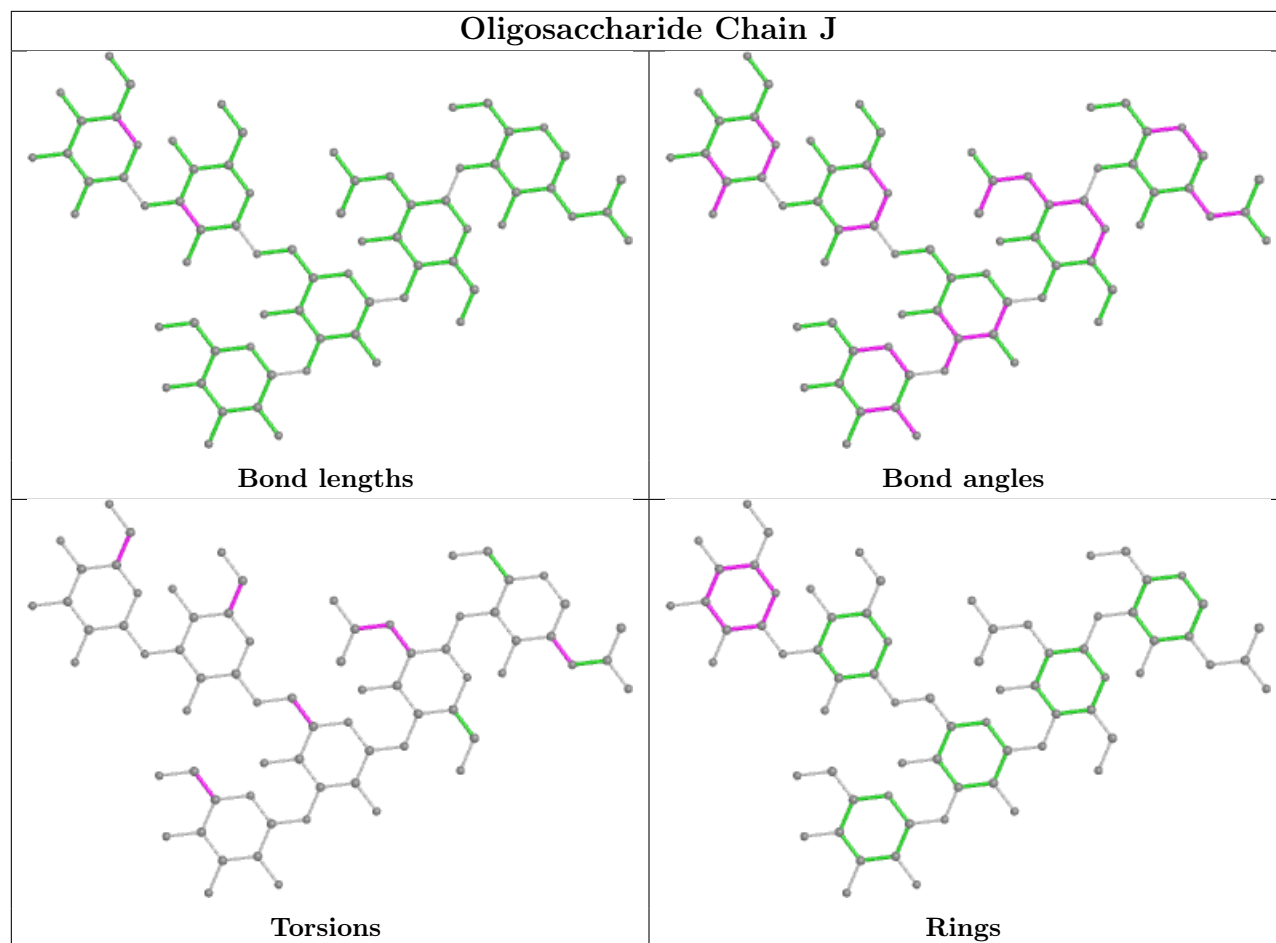 Oligosaccharide Chain J
Bond lengths
Bond angles
Torsions
Rings